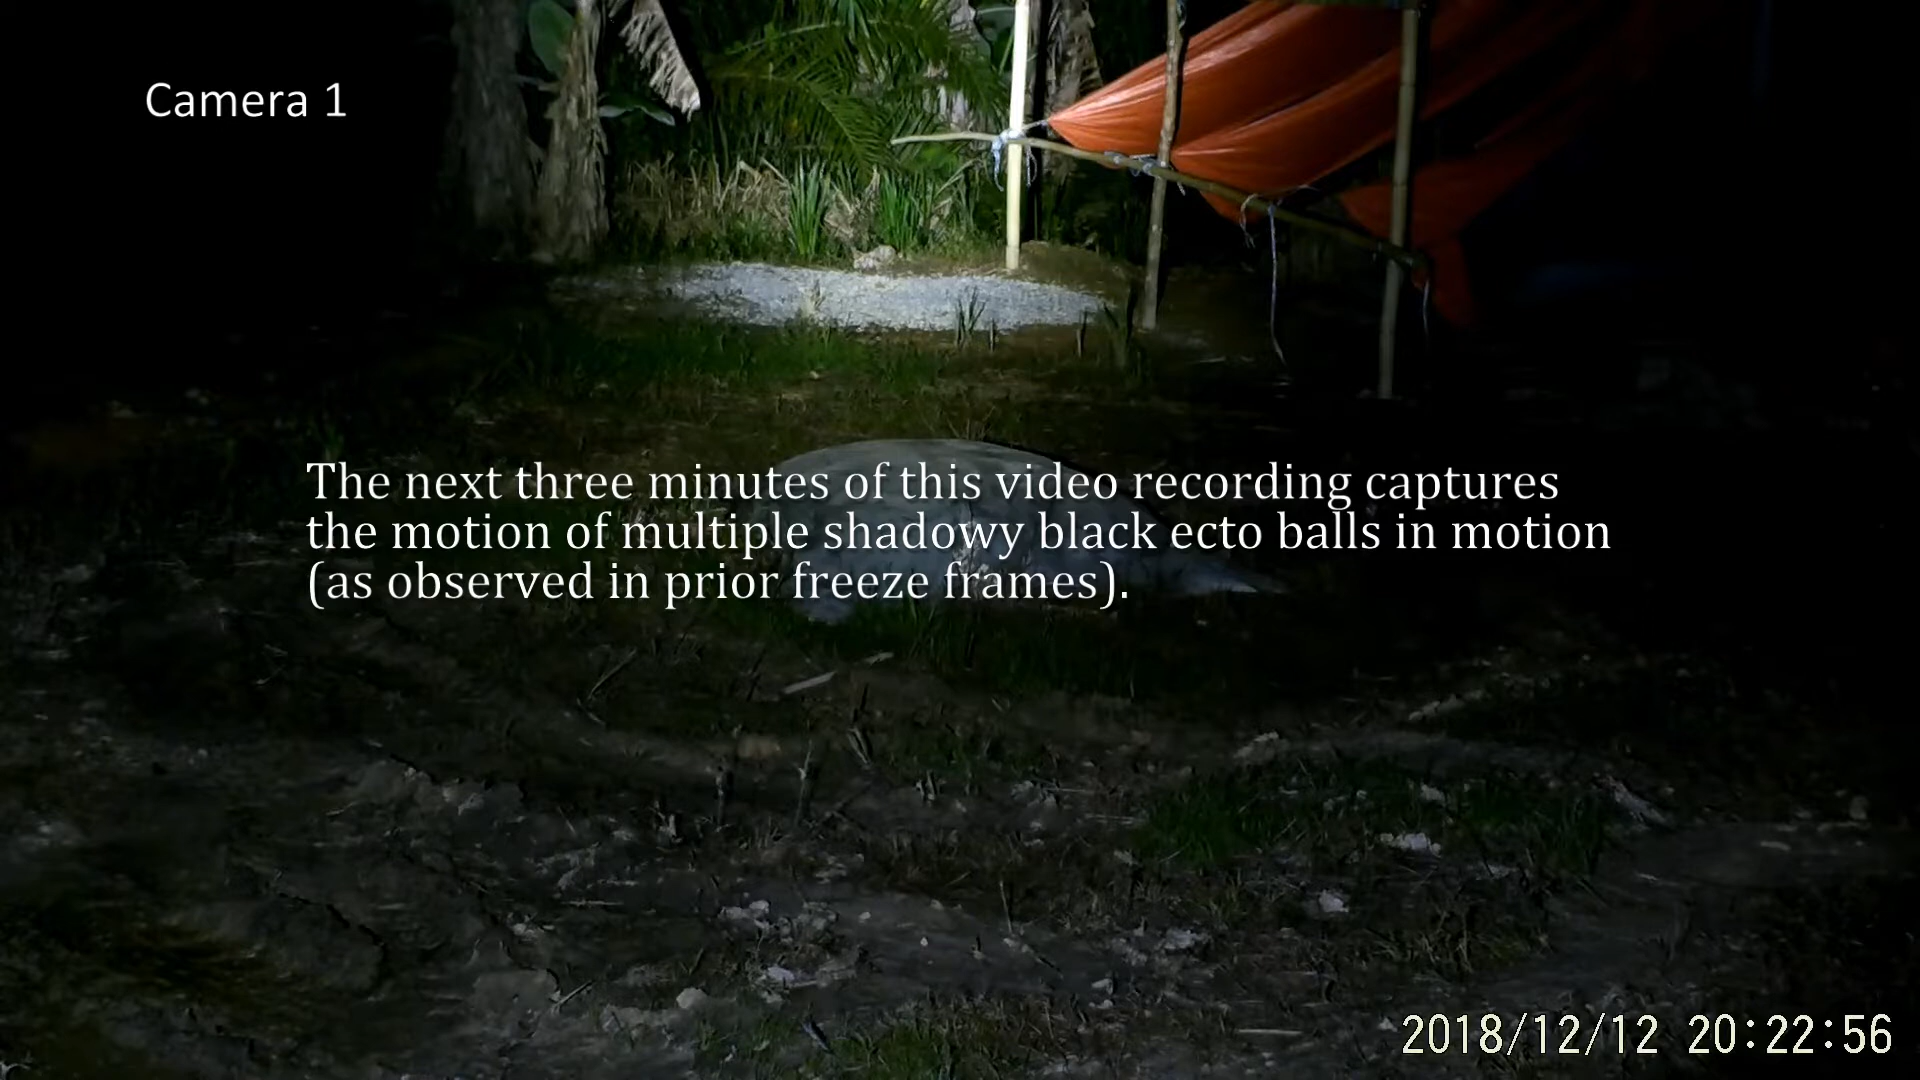 Camera 1
The next three minutes of this video recording captures
the motion of multiple shadowy black ecto balls in motion
(as observed in prior freeze frames).
2018/12/12 20:22:56